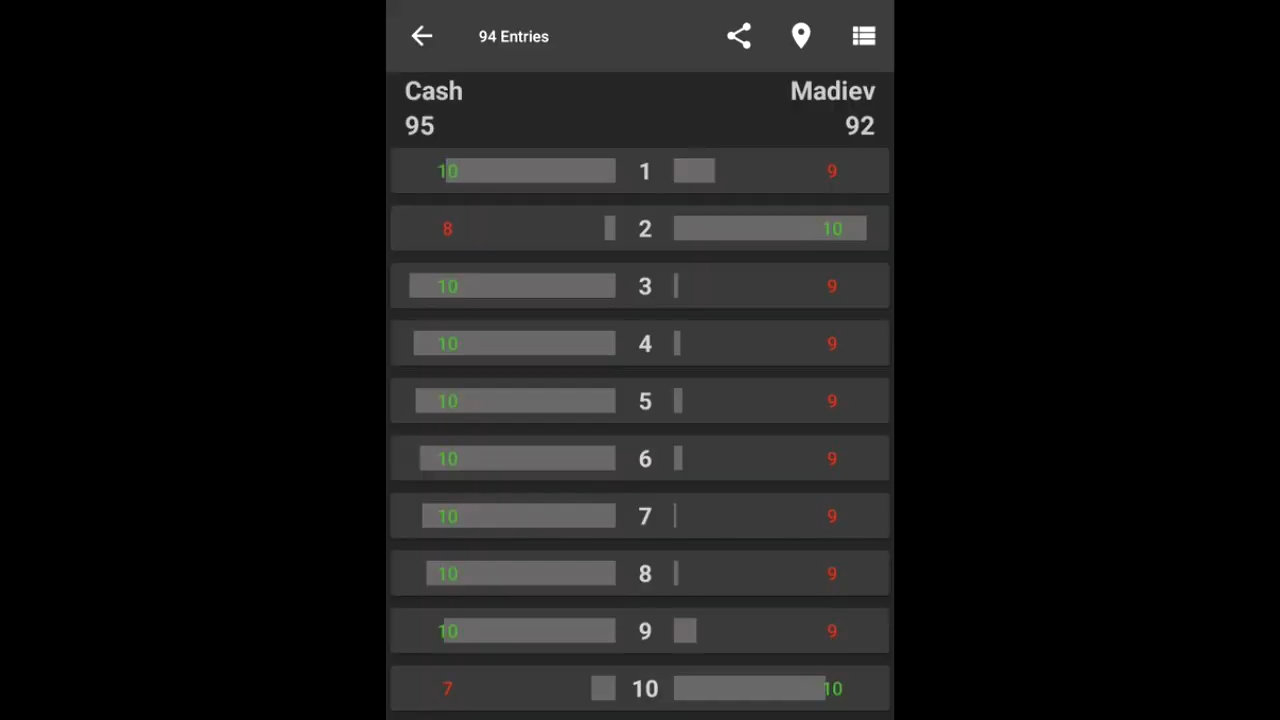 94 Entries
Cash Madiev
95 92
10 1 9
8 2 10
10 3 9
10 4 9
10 5 9
10 6 9
10 7 9
10 8 9
10 9 9
7 10 10